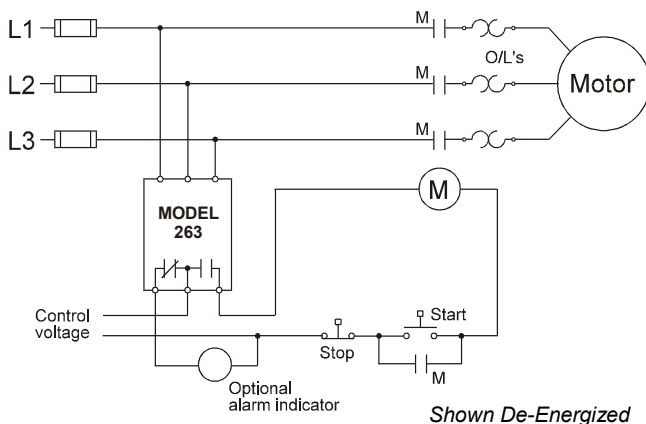 L1
M
O/L's
L2
M
Motor
L3
M
MODEL
263
M
Control
voltage
Start
Stop
M
Optional
alarm indicator
Shown De-Energized